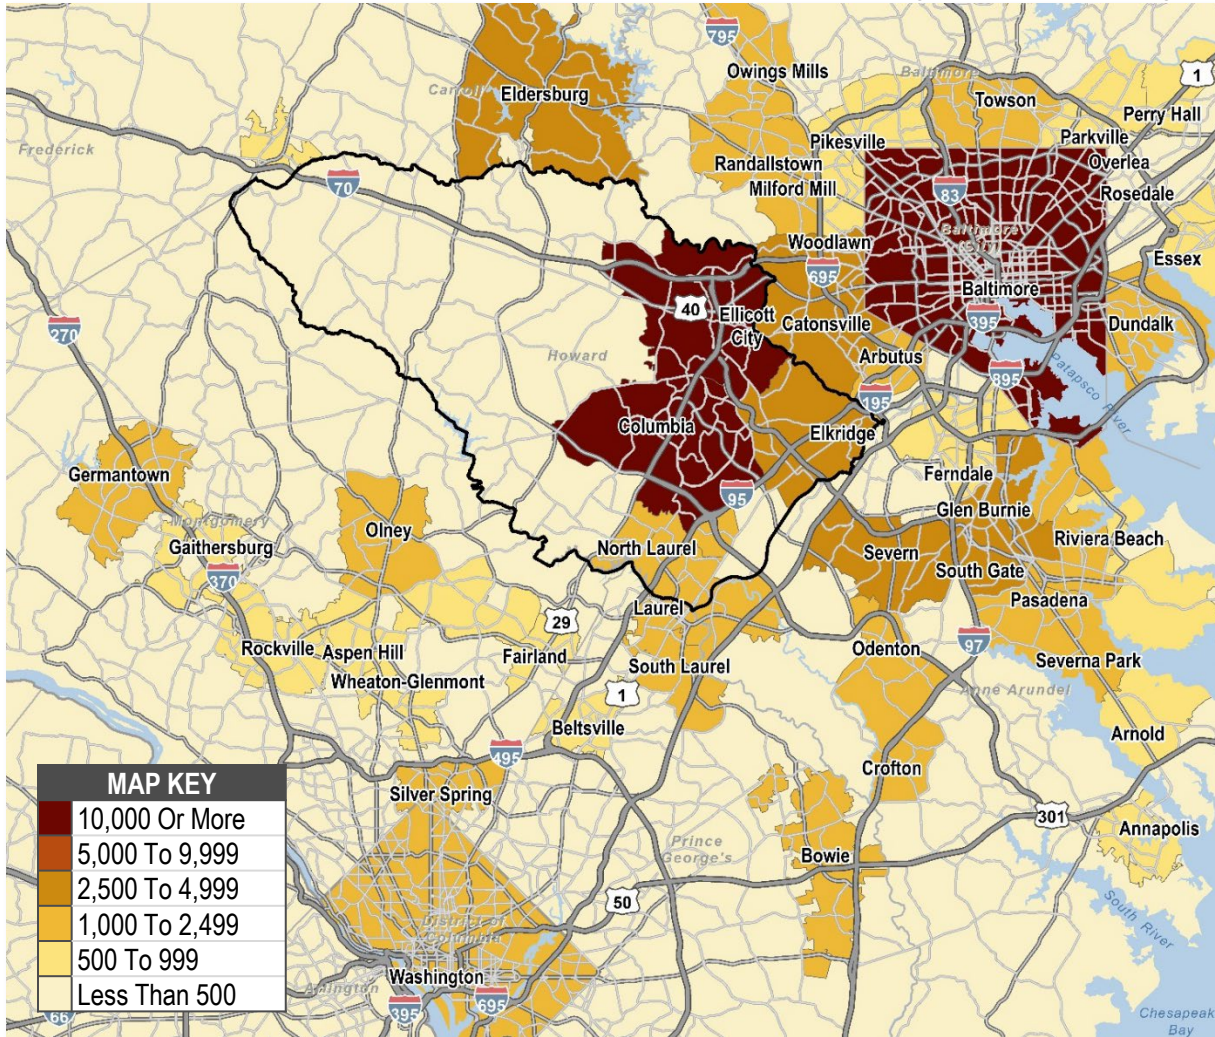 795
Owings Mills
Baltimore
1
Carroll
Eldersburg
Towson
Perry Hall
Frederick
Pikesville
Parkville
Overlea
Randallstown
70
Milford Mill
83
Rosedale
Baltimore
(City)
Woodlawn
695
Essex
Baltimore
40
Ellicott
City
Catonsville
395
Dundalk
270
Howard
Arbutus
895
Patapsco River
195
Columbia
Elkridge
Germantown
Ferndale
95
Glen Burnie
Montgomery
Olney
Riviera Beach
Gaithersburg
North Laurel
Severn
370
South Gate
Laurel
Pasadena
29
Rockville
Aspen Hill
Fairland
Odenton
97
South Laurel
Severna Park
Wheaton-Glenmont
1
Anne Arundel
Beltsville
Arnold
495
Crofton
MAP KEY
10,000 Or More
5,000 To 9,999
2,500 To 4,999
1,000 To 2,499
500 To 999
Less Than 500
Silver Spring
301
Annapolis
Prince
George's
Bowie
50
South River
District of
Columbia
Washington
Arlington
395
695
66
Chesapeak
Bay